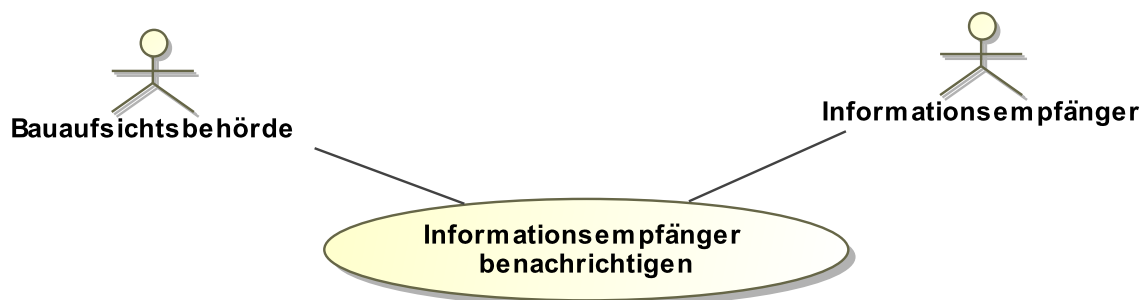 Bauaufsichtsbehörde
Informationsempfänger
Informationsempfänger
benachrichtigen